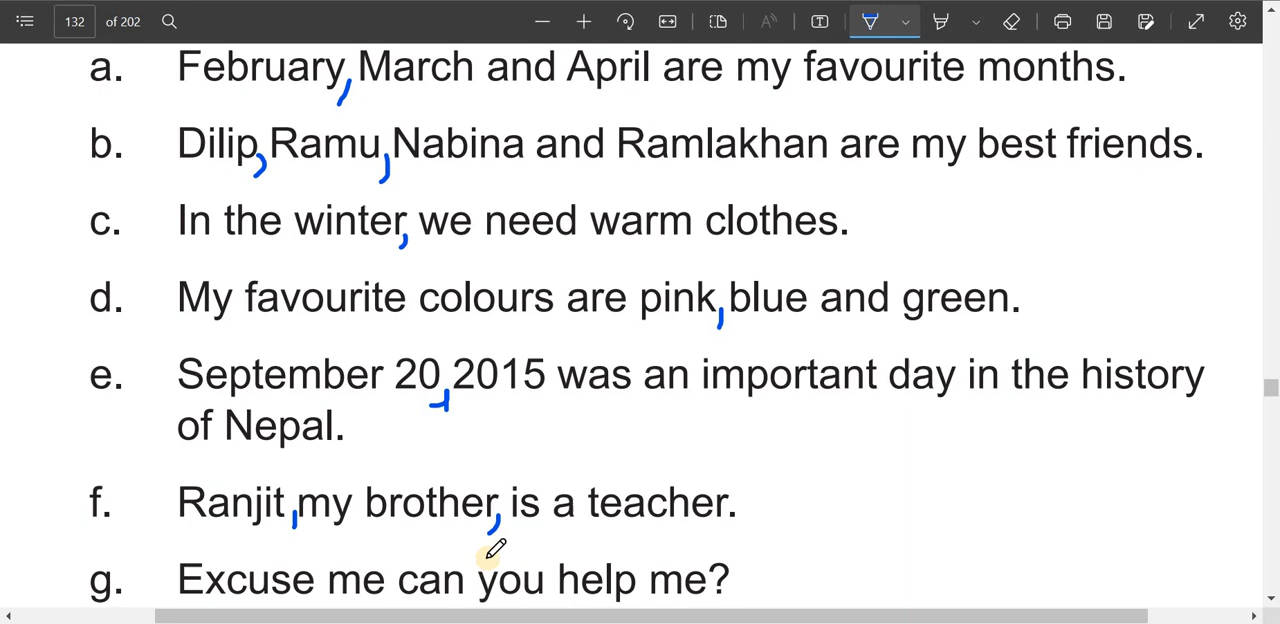 132 of 202
a. February, March and April are my favourite months.
b. Dilip, Ramu, Nabina and Ramlakhan are my best friends.
c. In the winter, we need warm clothes.
d. My favourite colours are pink, blue and green.
e. September 20, 2015 was an important day in the history
of Nepal.
f. Ranjit, my brother, is a teacher.
g. Excuse me can you help me?